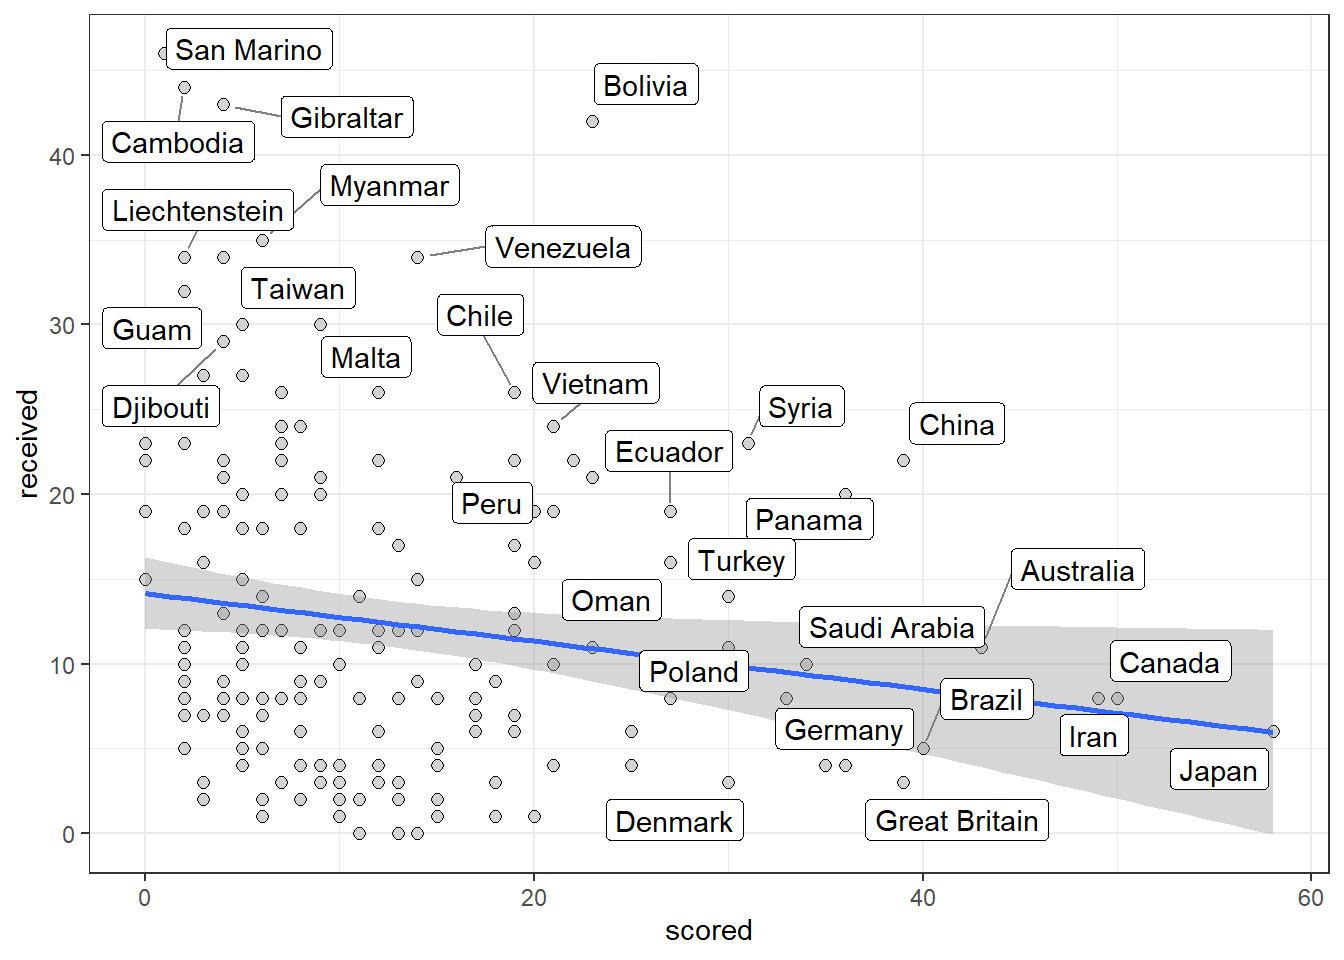 San Marino
Bolivia
Gibraltar
Cambodia
Myanmar
Liechtenstein
Venezuela
Taiwan
Chile
Guam
Malta
Vietnam
Djibouti
Syria
China
Ecuador
Peru
Panama
Turkey
Australia
Oman
Saudi Arabia
Poland
Canada
Brazil
Germany
Iran
Japan
Denmark
Great Britain
40
30
20
10
0
received
0
20
40
60
scored